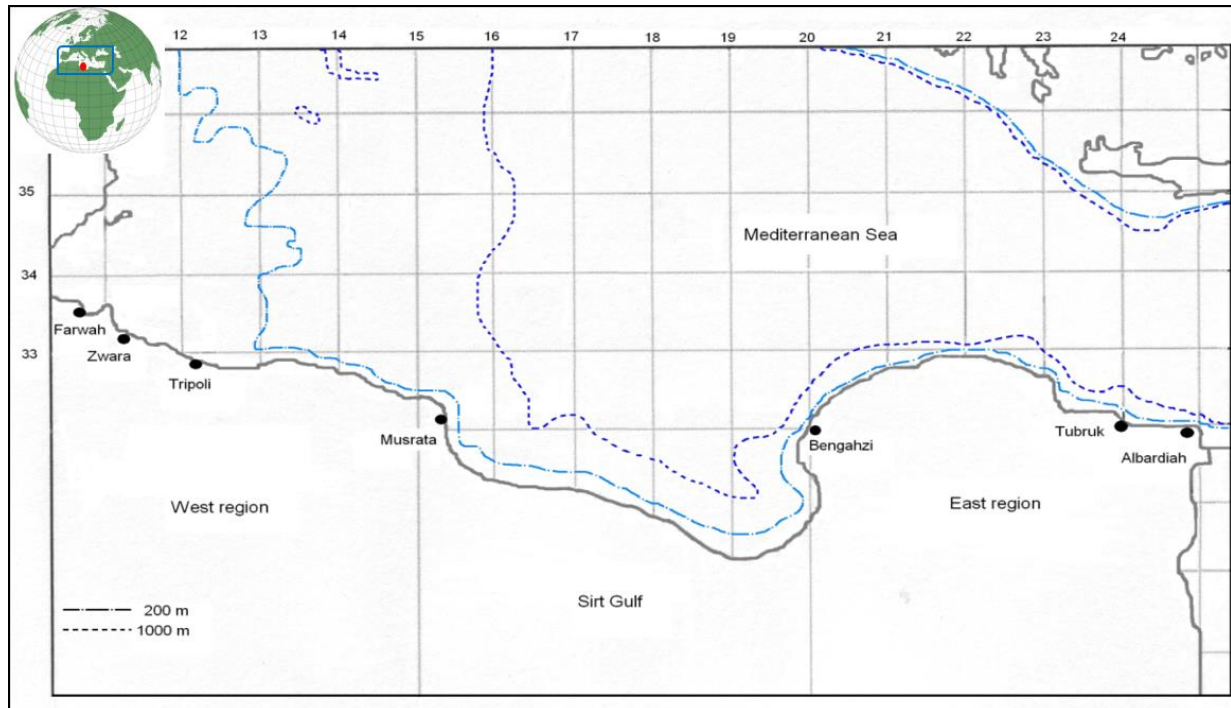 12 13 14 15 16 17 18 19 20 21 22 23 24
35
Mediterranean Sea
34
Farwah
33
Zwara
Tripoli
Musrata
Bengahzi
Tubruk
Albardiah
West region
East region
Sirt Gulf
200 m
1000 m